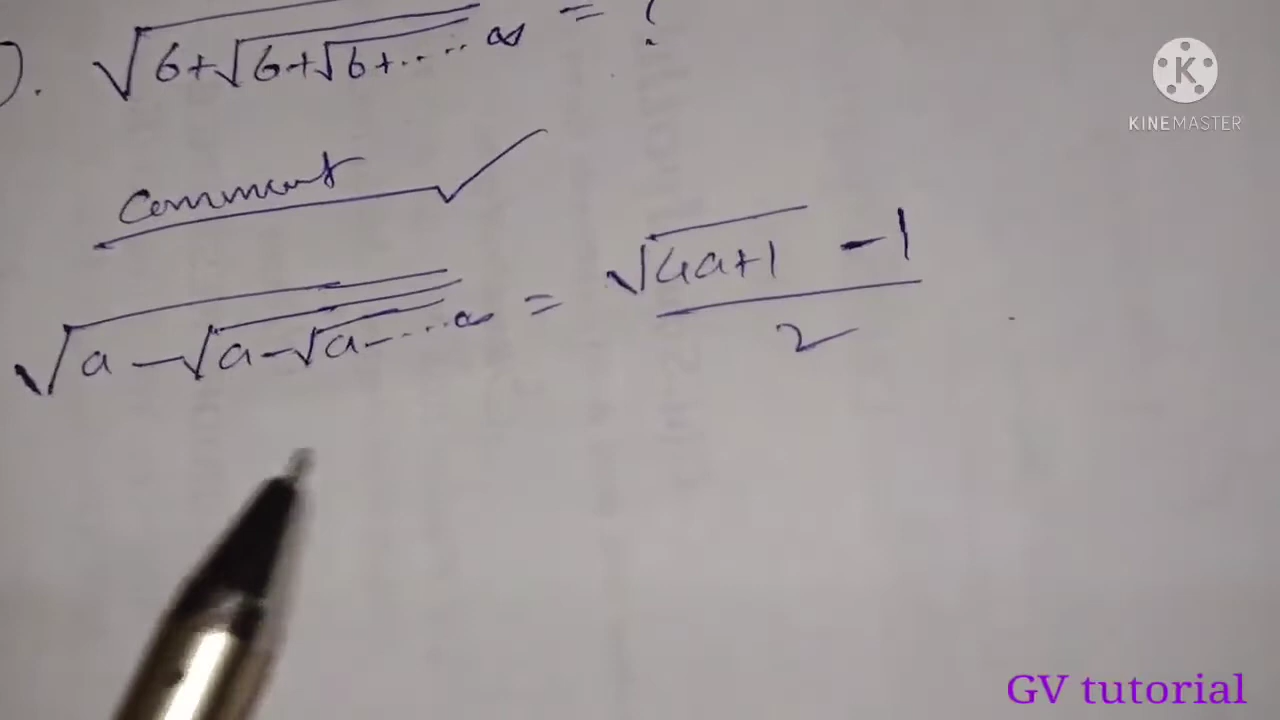 ). √6+√6+√6+..... ∞ = ?
K
KINEMASTER
Comment
√a-√a-√a-....∞ = √4a+1 -1 / 2
GV tutorial